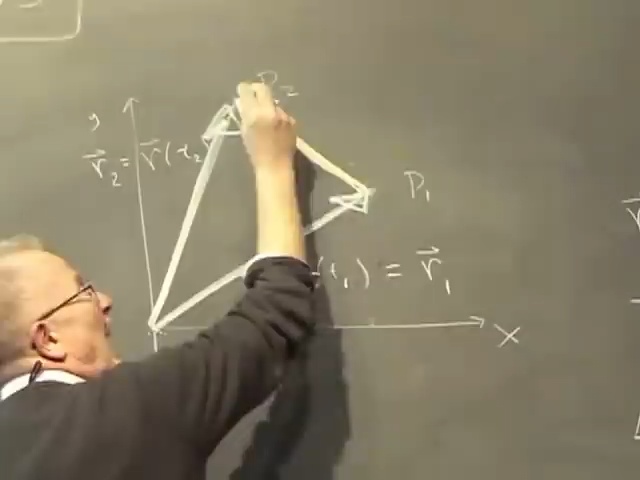 P₂
y
r⃗₂ = r⃗(t₂
P₁
(t₁) = r⃗₁
x